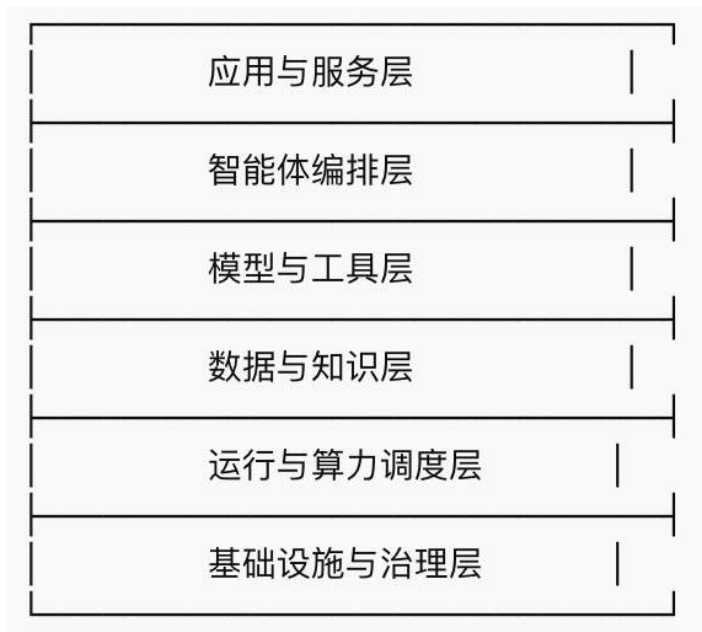 应用与服务层
智能体编排层
模型与工具层
数据与知识层
运行与算力调度层
基础设施与治理层